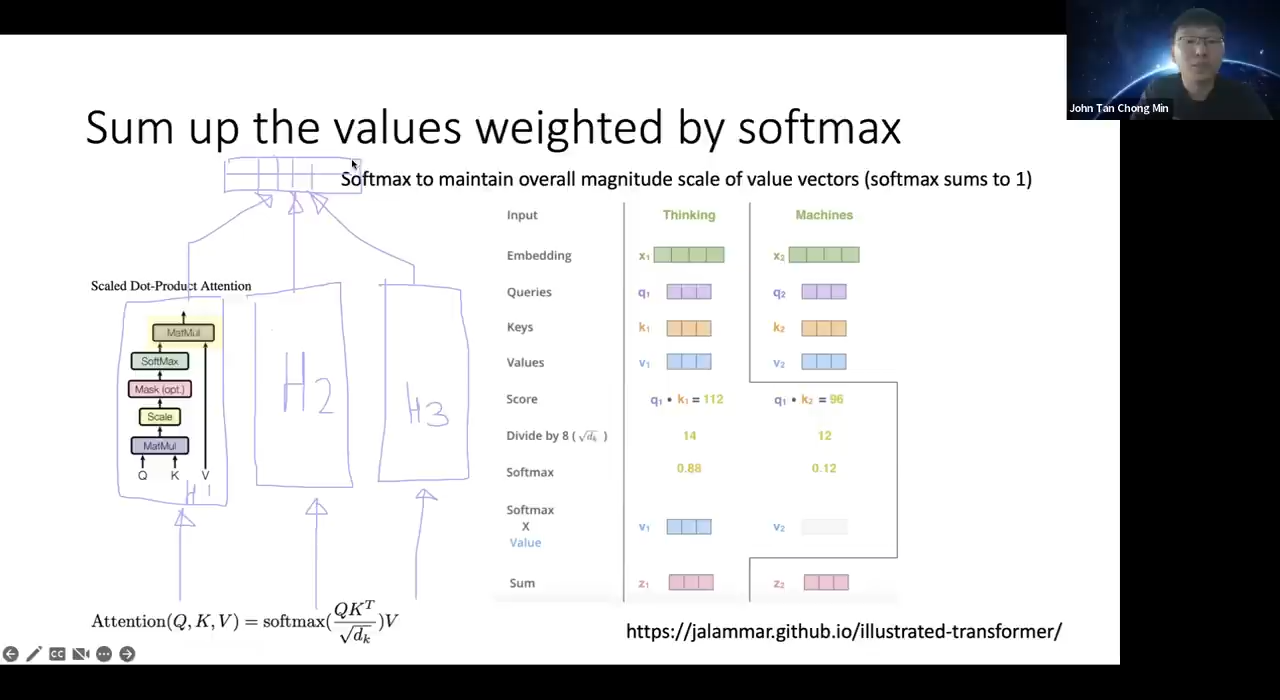 John Tan Chong Min
Sum up the values weighted by softmax
Softmax to maintain overall magnitude scale of value vectors (softmax sums to 1)
Input Thinking Machines
Embedding x₁ x₂
Queries q₁ q₂
Keys k₁ k₂
Values v₁ v₂
Score q₁ • k₁ = 112 q₁ • k₂ = 96
Divide by 8 ( √dₖ ) 14 12
Softmax 0.88 0.12
Softmax
X
Value
v₁ v₂
Sum z₁ z₂
Scaled Dot-Product Attention
MatMul
SoftMax
Mask (opt.)
Scale
MatMul
Q K V
H 1
H2
H3
Attention(Q, K, V) = softmax(QKᵀ/√dₖ)V
https://jalammar.github.io/illustrated-transformer/
CC